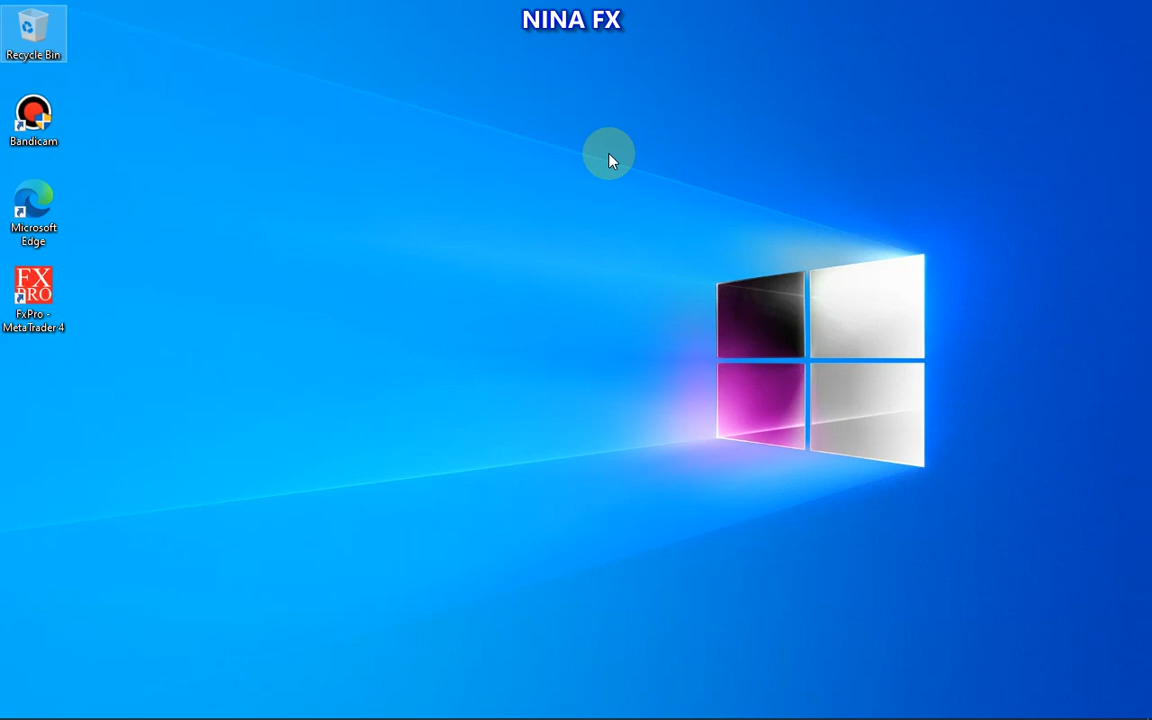 NINA FX
Recycle Bin
Bandicam
Microsoft
Edge
FX
PRO
FxPro -
MetaTrader 4